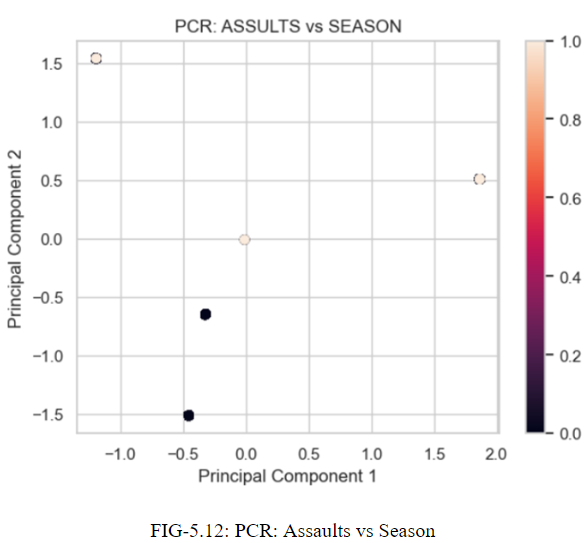 PCR: ASSULTS vs SEASON
1.5
1.0
0.5
0.0
−0.5
−1.0
−1.5
Principal Component 2
−1.0 −0.5 0.0 0.5 1.0 1.5 2.0
Principal Component 1
1.0
0.8
0.6
0.4
0.2
0.0
FIG-5.12: PCR: Assaults vs Season